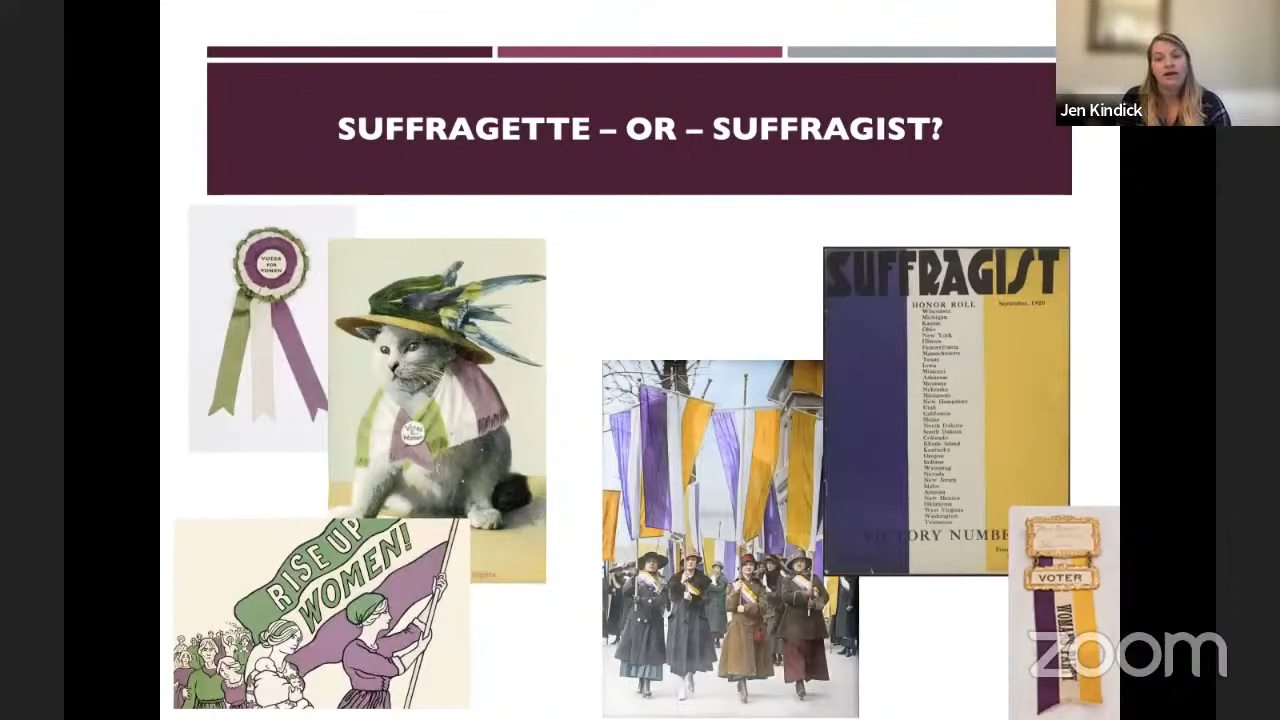 Jen Kindick
SUFFRAGETTE – OR – SUFFRAGIST?
VOTES
FOR
WOMEN
Votes
for
Women
RISE UP
WOMEN!
SUFFRAGIST
HONOR ROLL
September, 1920
Wisconsin
Michigan
Kansas
Ohio
New York
Illinois
Pennsylvania
Massachusetts
Texas
Iowa
Missouri
Arkansas
Montana
Nebraska
Minnesota
New Hampshire
Utah
California
Maine
North Dakota
South Dakota
Colorado
Rhode Island
Kentucky
Oregon
Indiana
Wyoming
Nevada
New Jersey
Idaho
Arizona
New Mexico
Oklahoma
West Virginia
Washington
Tennessee
VICTORY NUMBE
VOTER
zoom